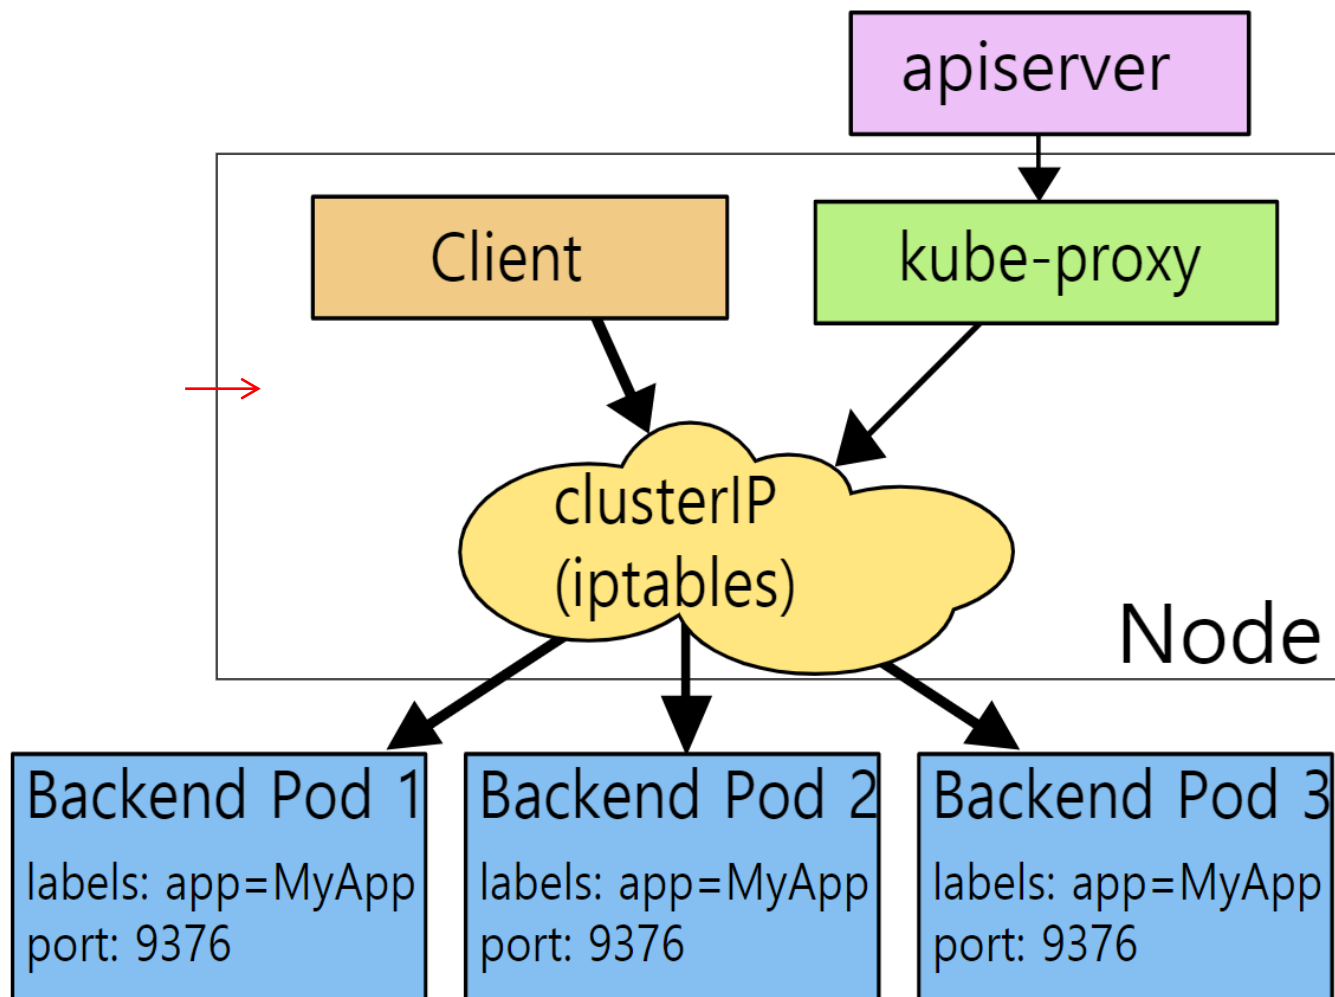 apiserver
Client
kube-proxy
clusterIP
(iptables)
Node
Backend Pod 1
labels: app=MyApp
port: 9376
Backend Pod 2
labels: app=MyApp
port: 9376
Backend Pod 3
labels: app=MyApp
port: 9376